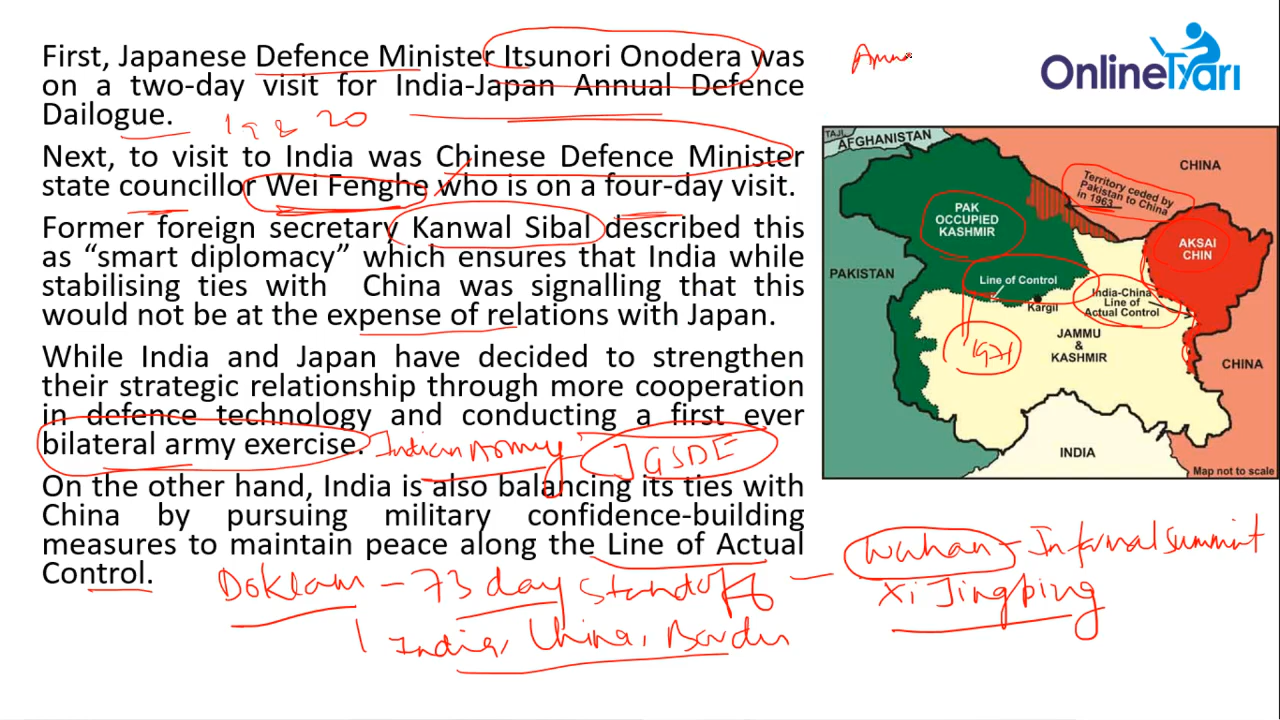 First, Japanese Defence Minister Itsunori Onodera was
on a two-day visit for India-Japan Annual Defence
Dailogue.
19 & 20
Next, to visit to India was Chinese Defence Minister
state councillor Wei Fenghe who is on a four-day visit.
Former foreign secretary Kanwal Sibal described this
as “smart diplomacy” which ensures that India while
stabilising ties with China was signalling that this
would not be at the expense of relations with Japan.
While India and Japan have decided to strengthen
their strategic relationship through more cooperation
in defence technology and conducting a first ever
bilateral army exercise.
Indian Army - JGSDF
On the other hand, India is also balancing its ties with
China by pursuing military confidence-building
measures to maintain peace along the Line of Actual
Control.
Doklam - 73 day standoff - Wuhan - Informal summit
Xi Jingping
India, China, Border
OnlineTyari
TAJI.
AFGHANISTAN
CHINA
Territory ceded by
Pakistan to China
in 1963
PAK
OCCUPIED
KASHMIR
AKSAI
CHIN
PAKISTAN
Line of Control
India-China
Line of
Actual Control
Kargil
1971
JAMMU
&
KASHMIR
CHINA
INDIA
Map not to scale